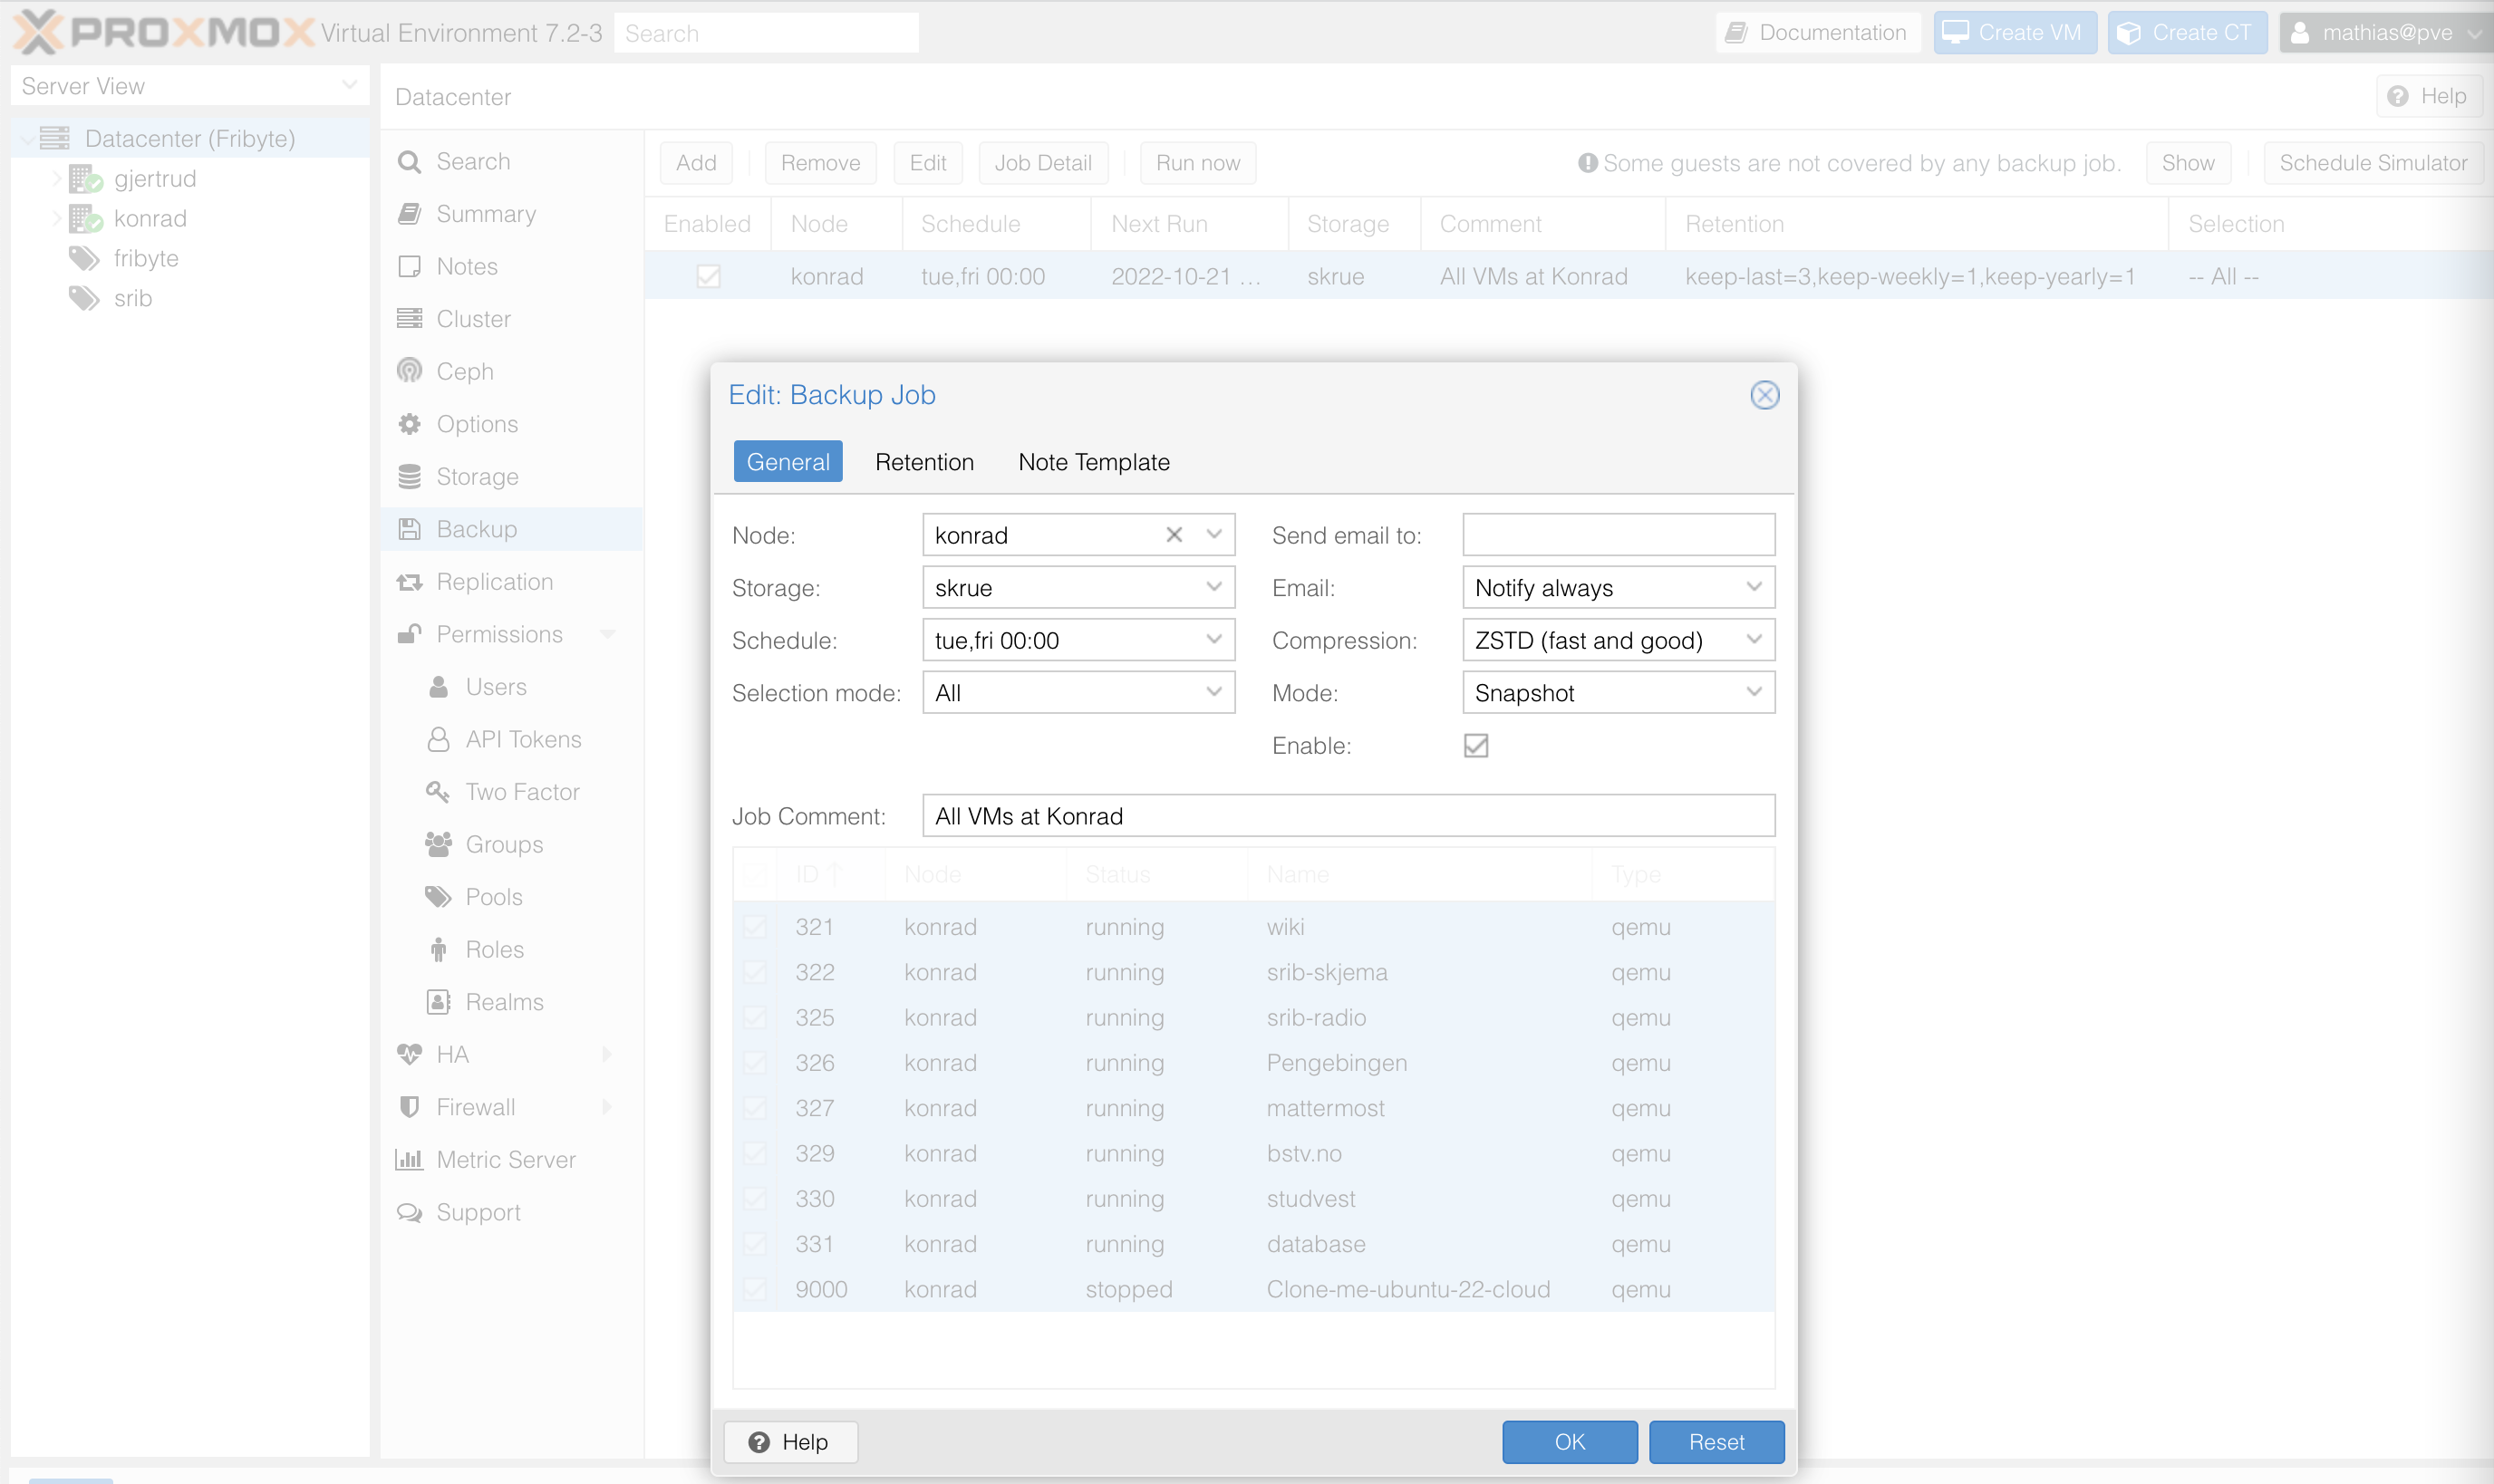 PROXMOX Virtual Environment 7.2-3 Search Documentation Create VM Create CT mathias@pve
Server View
Datacenter (Fribyte)
gjertrud
konrad
fribyte
srib
Datacenter Help
Search
Summary
Notes
Cluster
Ceph
Options
Storage
Backup
Replication
Permissions
Users
API Tokens
Two Factor
Groups
Pools
Roles
Realms
HA
Firewall
Metric Server
Support
Add Remove Edit Job Detail Run now Some guests are not covered by any backup job. Show Schedule Simulator
Enabled Node Schedule Next Run Storage Comment Retention Selection
konrad tue,fri 00:00 2022-10-21 ... skrue All VMs at Konrad keep-last=3,keep-weekly=1,keep-yearly=1 -- All --
Edit: Backup Job
General Retention Note Template
Node: konrad Send email to:
Storage: skrue Email: Notify always
Schedule: tue,fri 00:00 Compression: ZSTD (fast and good)
Selection mode: All Mode: Snapshot
Enable:
Job Comment: All VMs at Konrad
ID Node Status Name Type
321 konrad running wiki qemu
322 konrad running srib-skjema qemu
325 konrad running srib-radio qemu
326 konrad running Pengebingen qemu
327 konrad running mattermost qemu
329 konrad running bstv.no qemu
330 konrad running studvest qemu
331 konrad running database qemu
9000 konrad stopped Clone-me-ubuntu-22-cloud qemu
Help OK Reset